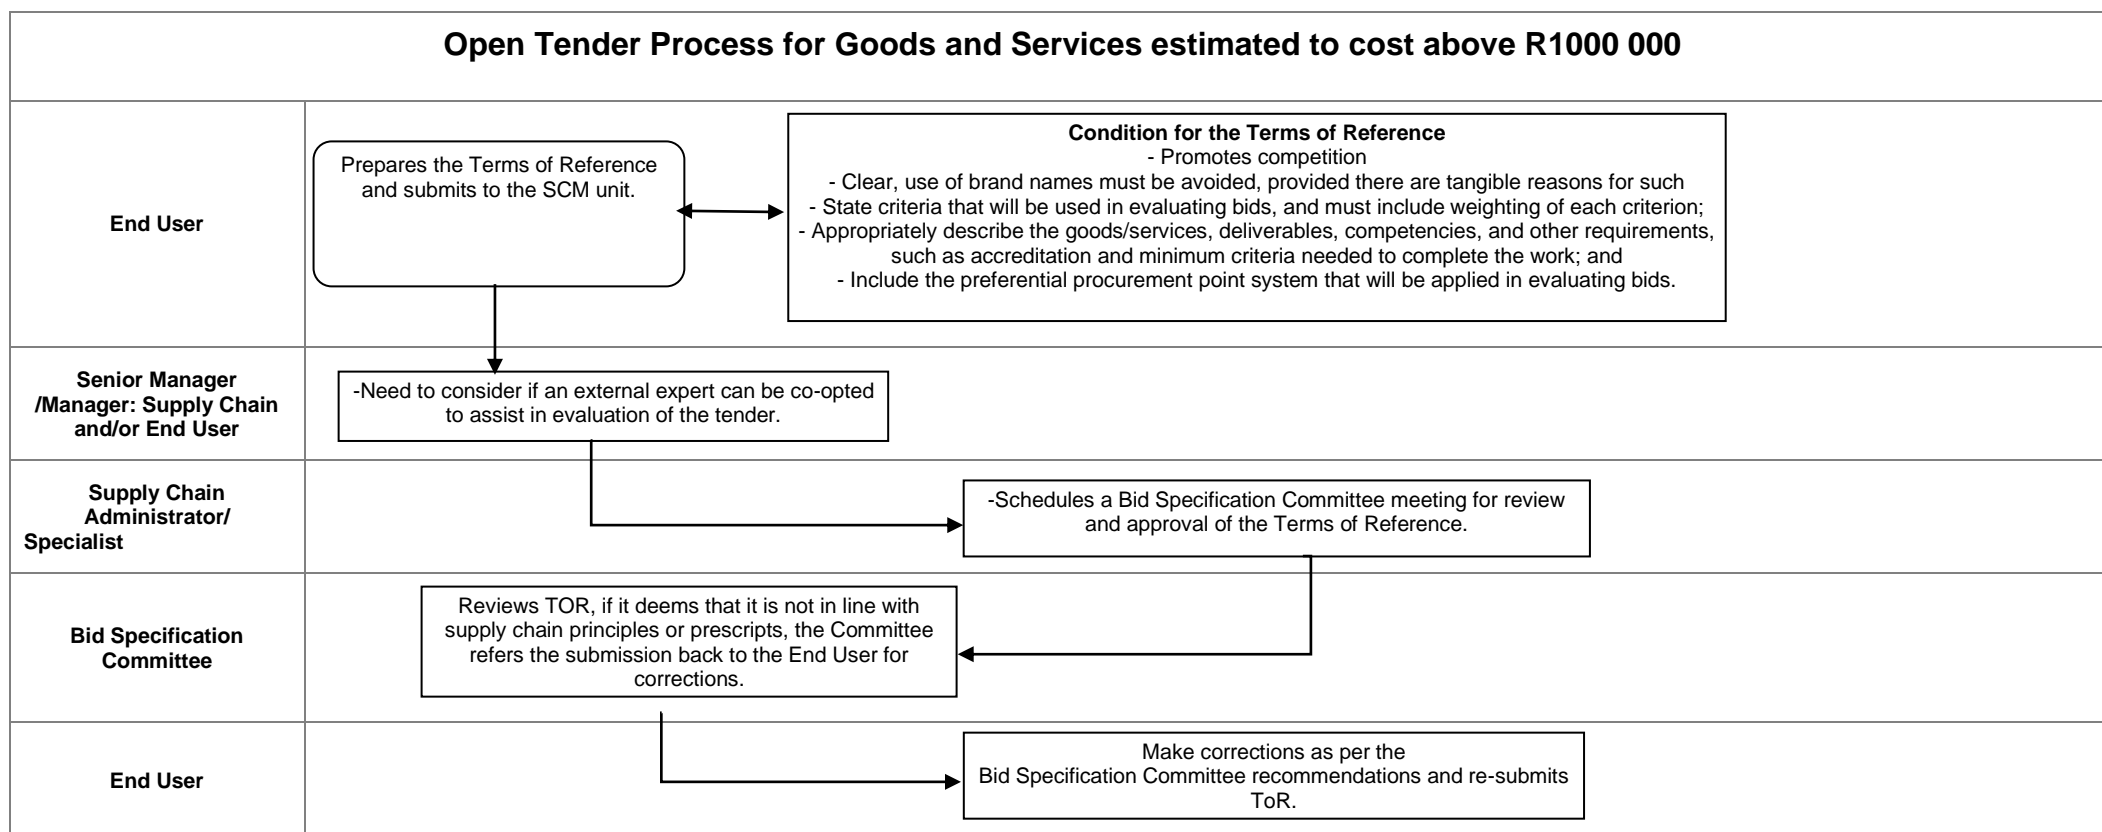 Open Tender Process for Goods and Services estimated to cost above R1000 000
End User
Prepares the Terms of Reference
and submits to the SCM unit.
Condition for the Terms of Reference
- Promotes competition
- Clear, use of brand names must be avoided, provided there are tangible reasons for such
- State criteria that will be used in evaluating bids, and must include weighting of each criterion;
- Appropriately describe the goods/services, deliverables, competencies, and other requirements,
such as accreditation and minimum criteria needed to complete the work; and
- Include the preferential procurement point system that will be applied in evaluating bids.
Senior Manager
/Manager: Supply Chain
and/or End User
-Need to consider if an external expert can be co-opted
to assist in evaluation of the tender.
Supply Chain
Administrator/
Specialist
-Schedules a Bid Specification Committee meeting for review
and approval of the Terms of Reference.
Bid Specification
Committee
Reviews TOR, if it deems that it is not in line with
supply chain principles or prescripts, the Committee
refers the submission back to the End User for
corrections.
End User
Make corrections as per the
Bid Specification Committee recommendations and re-submits
ToR.